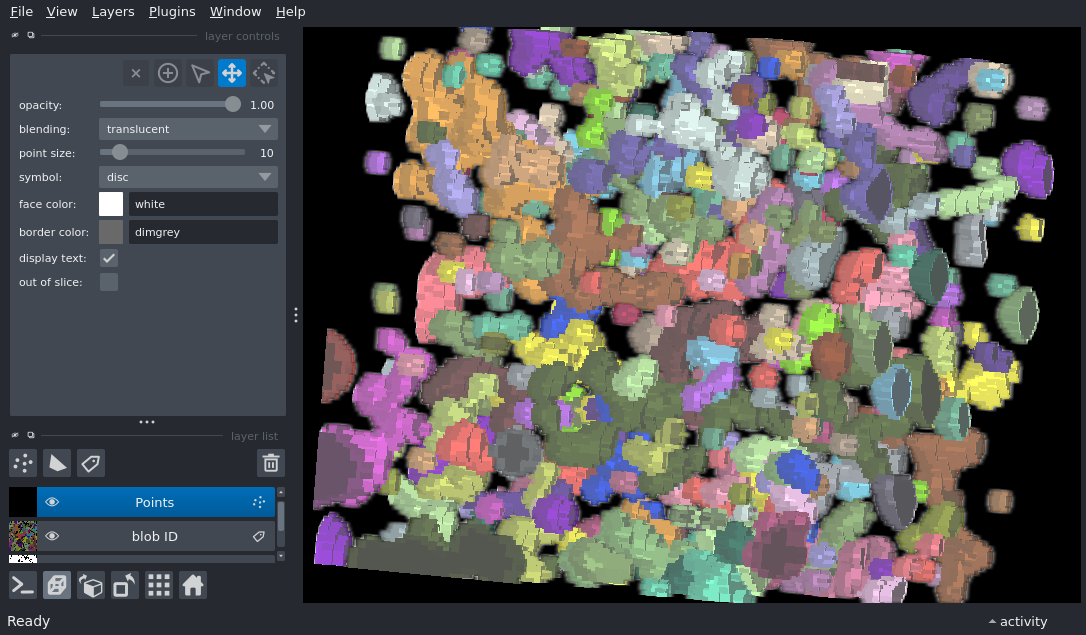 File View Layers Plugins Window Help
layer controls
opacity: 1.00
blending: translucent
point size: 10
symbol: disc
face color: white
border color: dimgrey
display text:
out of slice:
layer list
Points
blob ID
Ready
activity